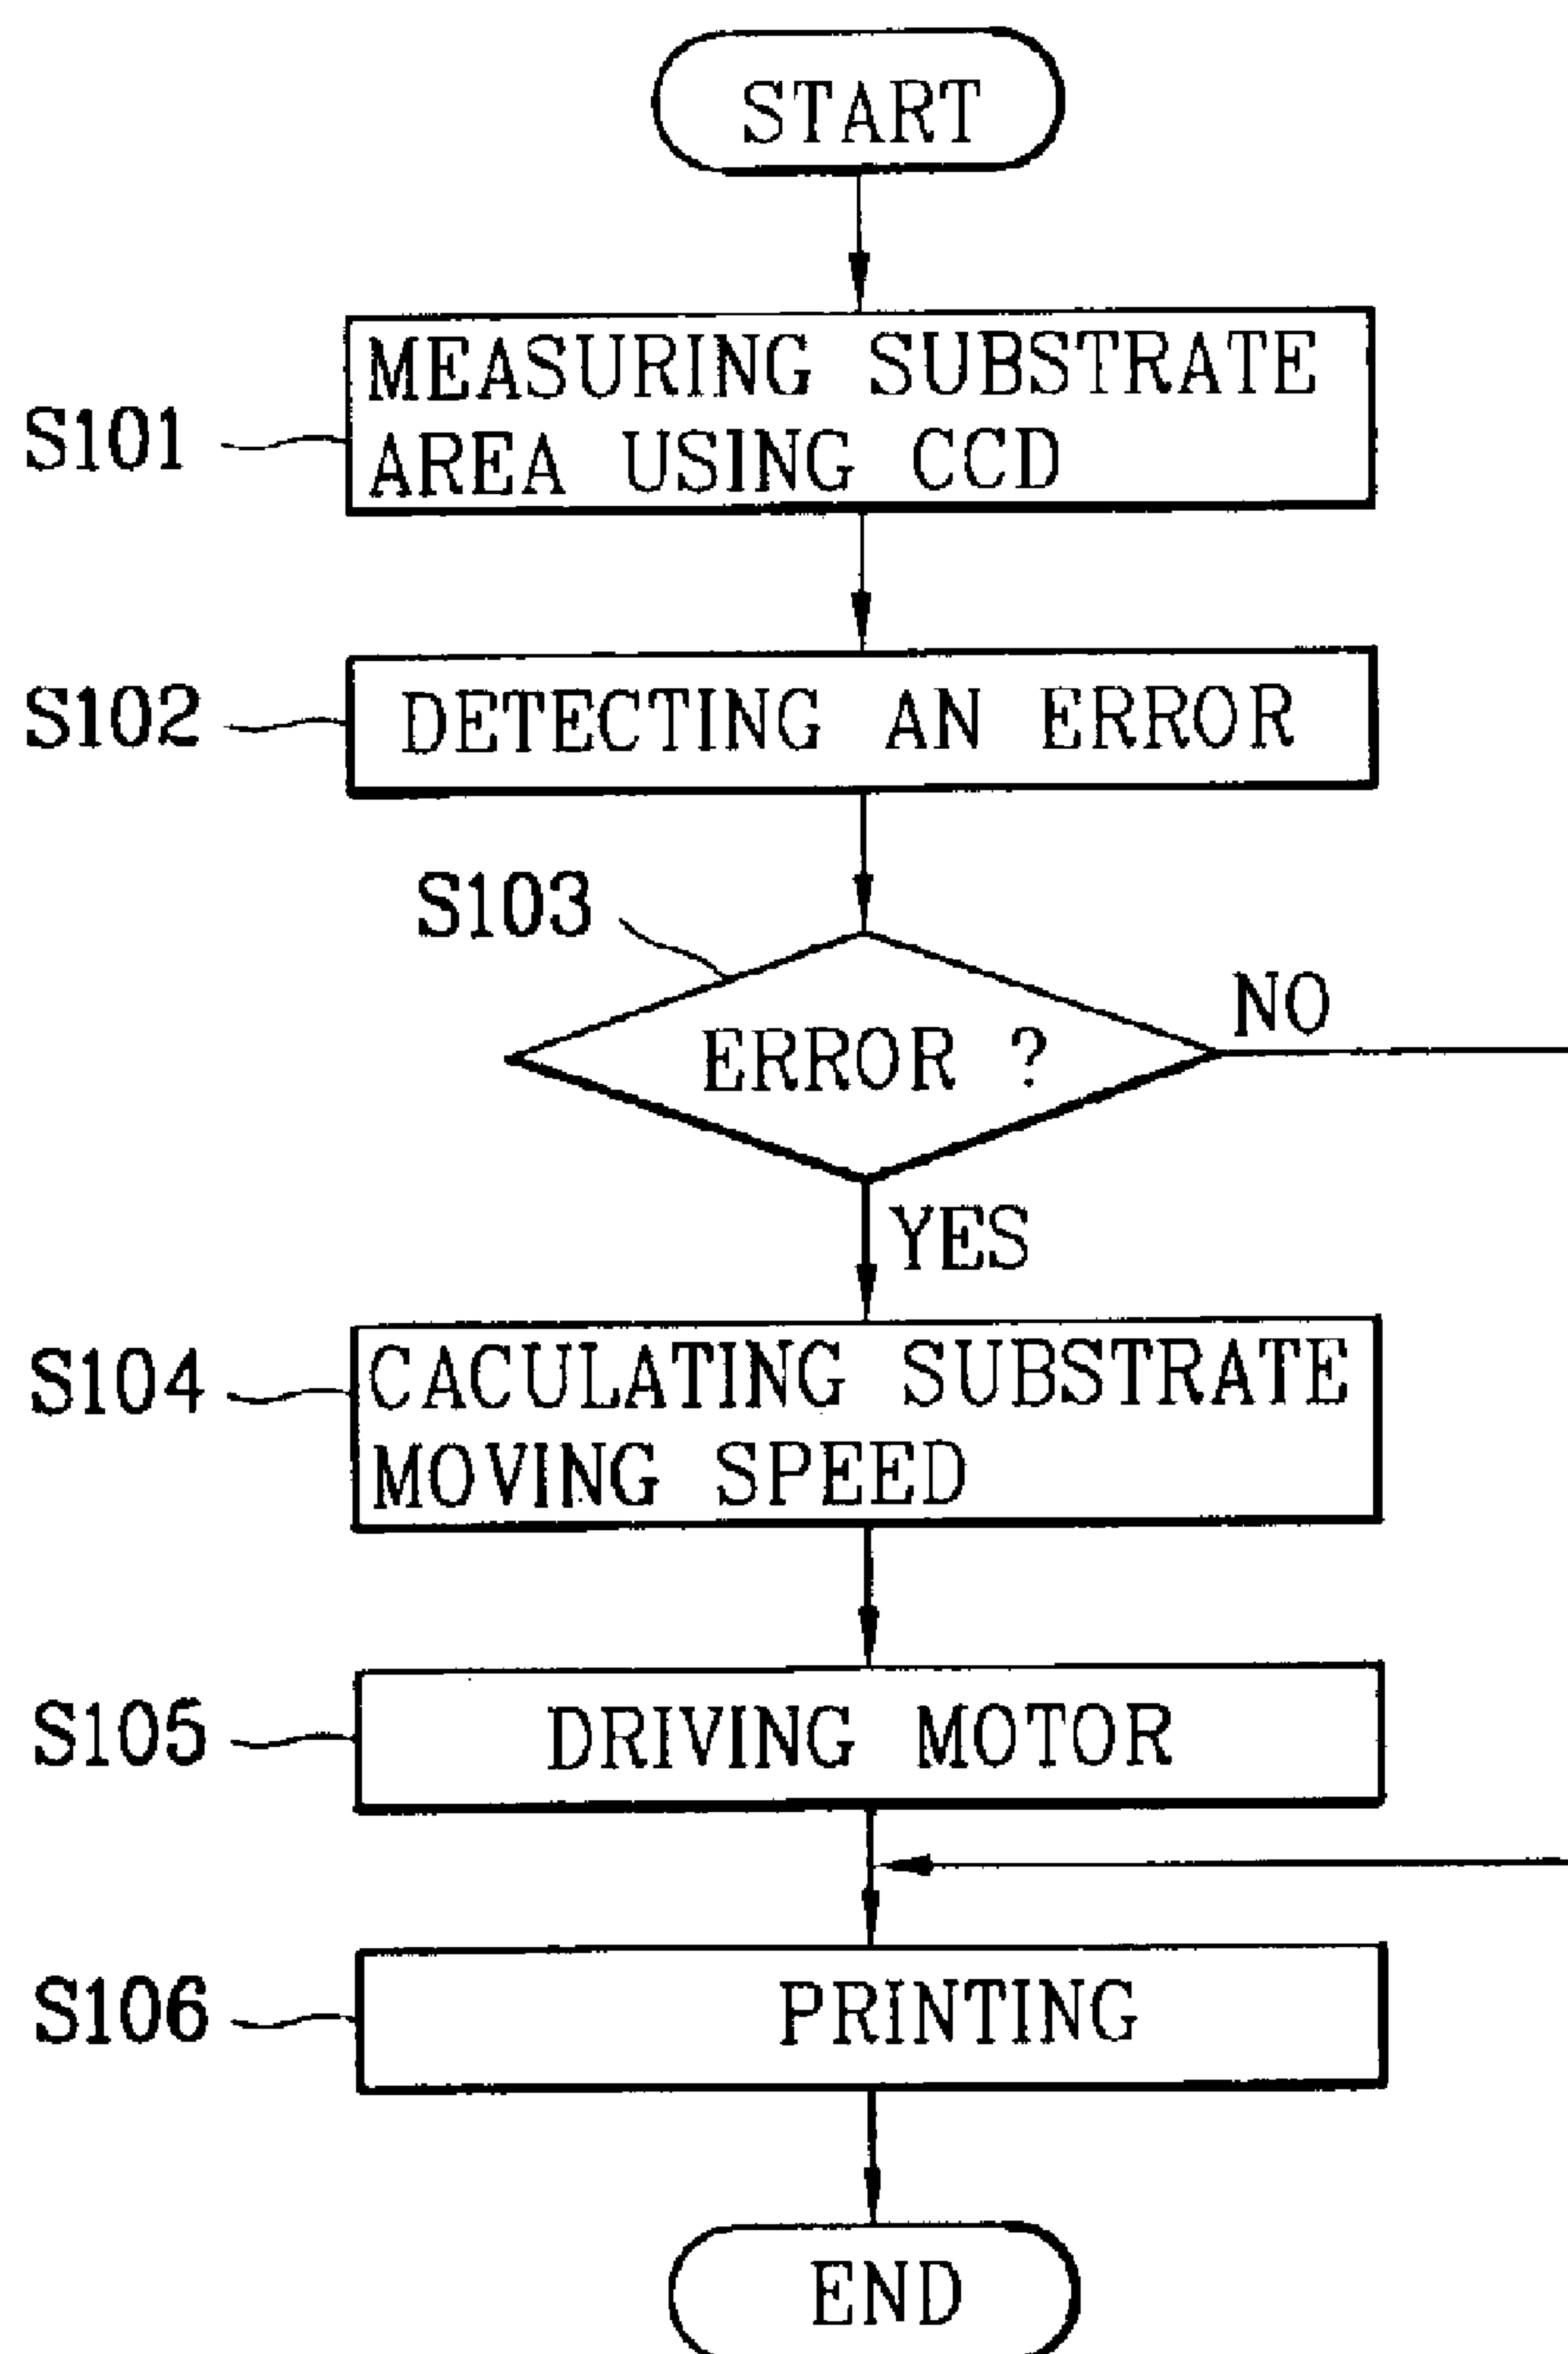 START
S101
MEASURING SUBSTRATE
AREA USING CCD
S102
DETECTING AN ERROR
S103
ERROR ?
NO
YES
S104
CACULATING SUBSTRATE
MOVING SPEED
S105
DRIVING MOTOR
S106
PRINTING
END